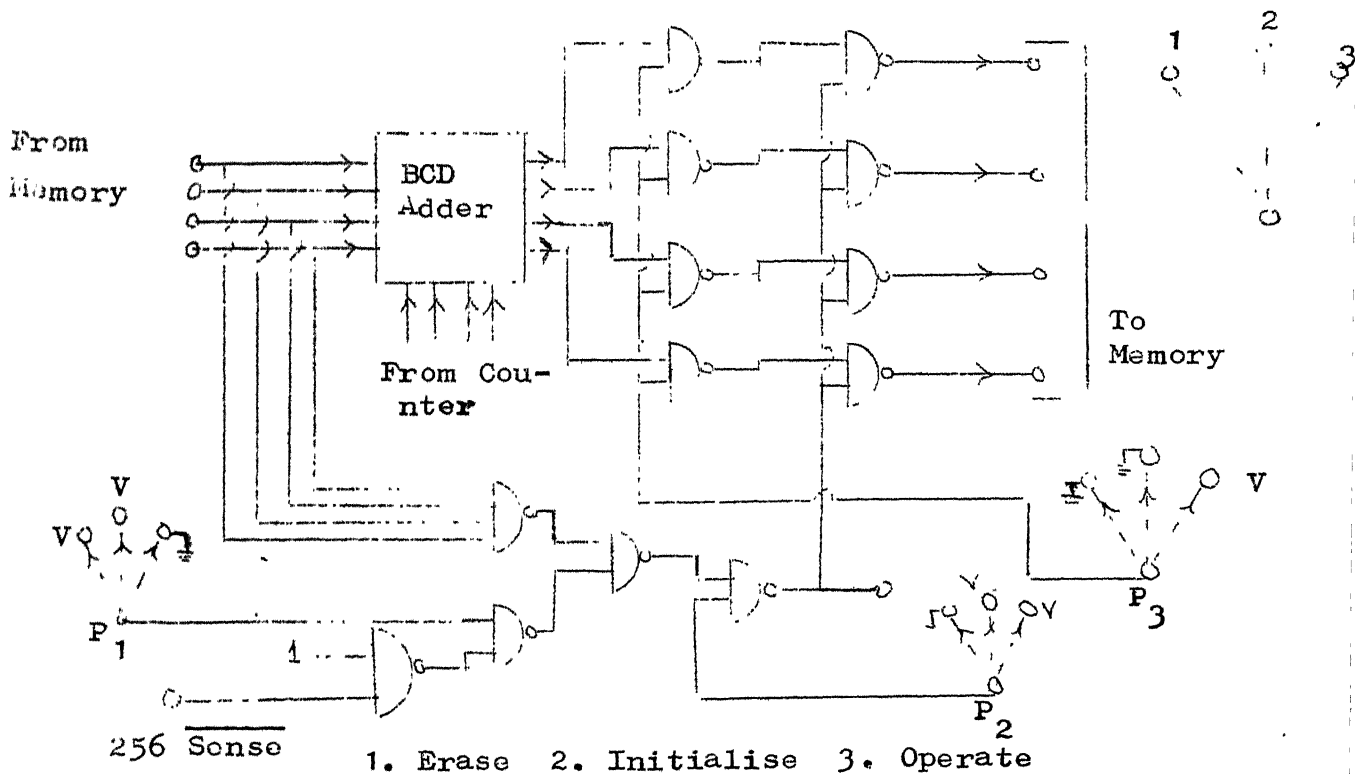 2
1
3
From
Memory
BCD
Adder
From Cou-
nter
To
Memory
V
V
P1
1
V
P3
V
V
P2
256 Sense
1. Erase 2. Initialise 3. Operate